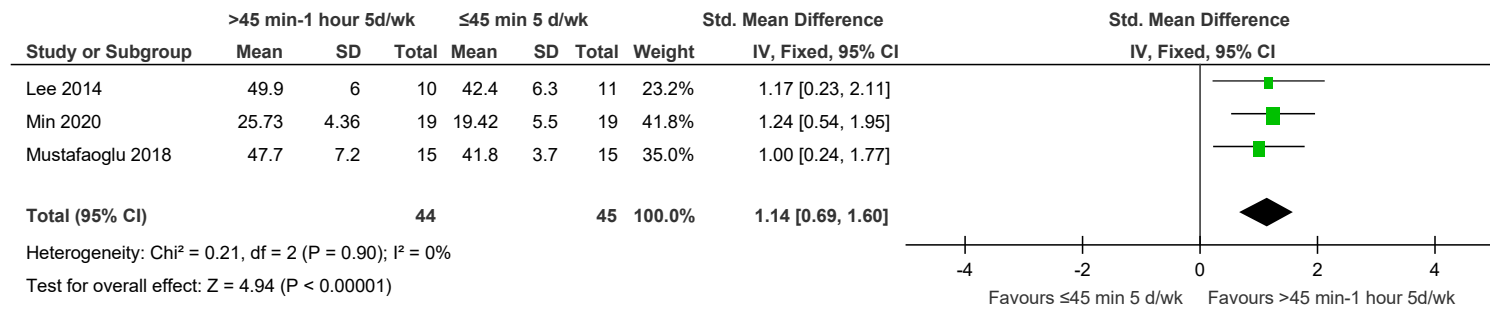 >45 min-1 hour 5d/wk ≤45 min 5 d/wk Std. Mean Difference Std. Mean Difference
Study or Subgroup Mean SD Total Mean SD Total Weight IV, Fixed, 95% CI IV, Fixed, 95% CI
Lee 2014 49.9 6 10 42.4 6.3 11 23.2% 1.17 [0.23, 2.11]
Min 2020 25.73 4.36 19 19.42 5.5 19 41.8% 1.24 [0.54, 1.95]
Mustafaoglu 2018 47.7 7.2 15 41.8 3.7 15 35.0% 1.00 [0.24, 1.77]
Total (95% CI) 44 45 100.0% 1.14 [0.69, 1.60]
Heterogeneity: Chi² = 0.21, df = 2 (P = 0.90); I² = 0%
Test for overall effect: Z = 4.94 (P < 0.00001)
-4 -2 0 2 4
Favours ≤45 min 5 d/wk Favours >45 min-1 hour 5d/wk